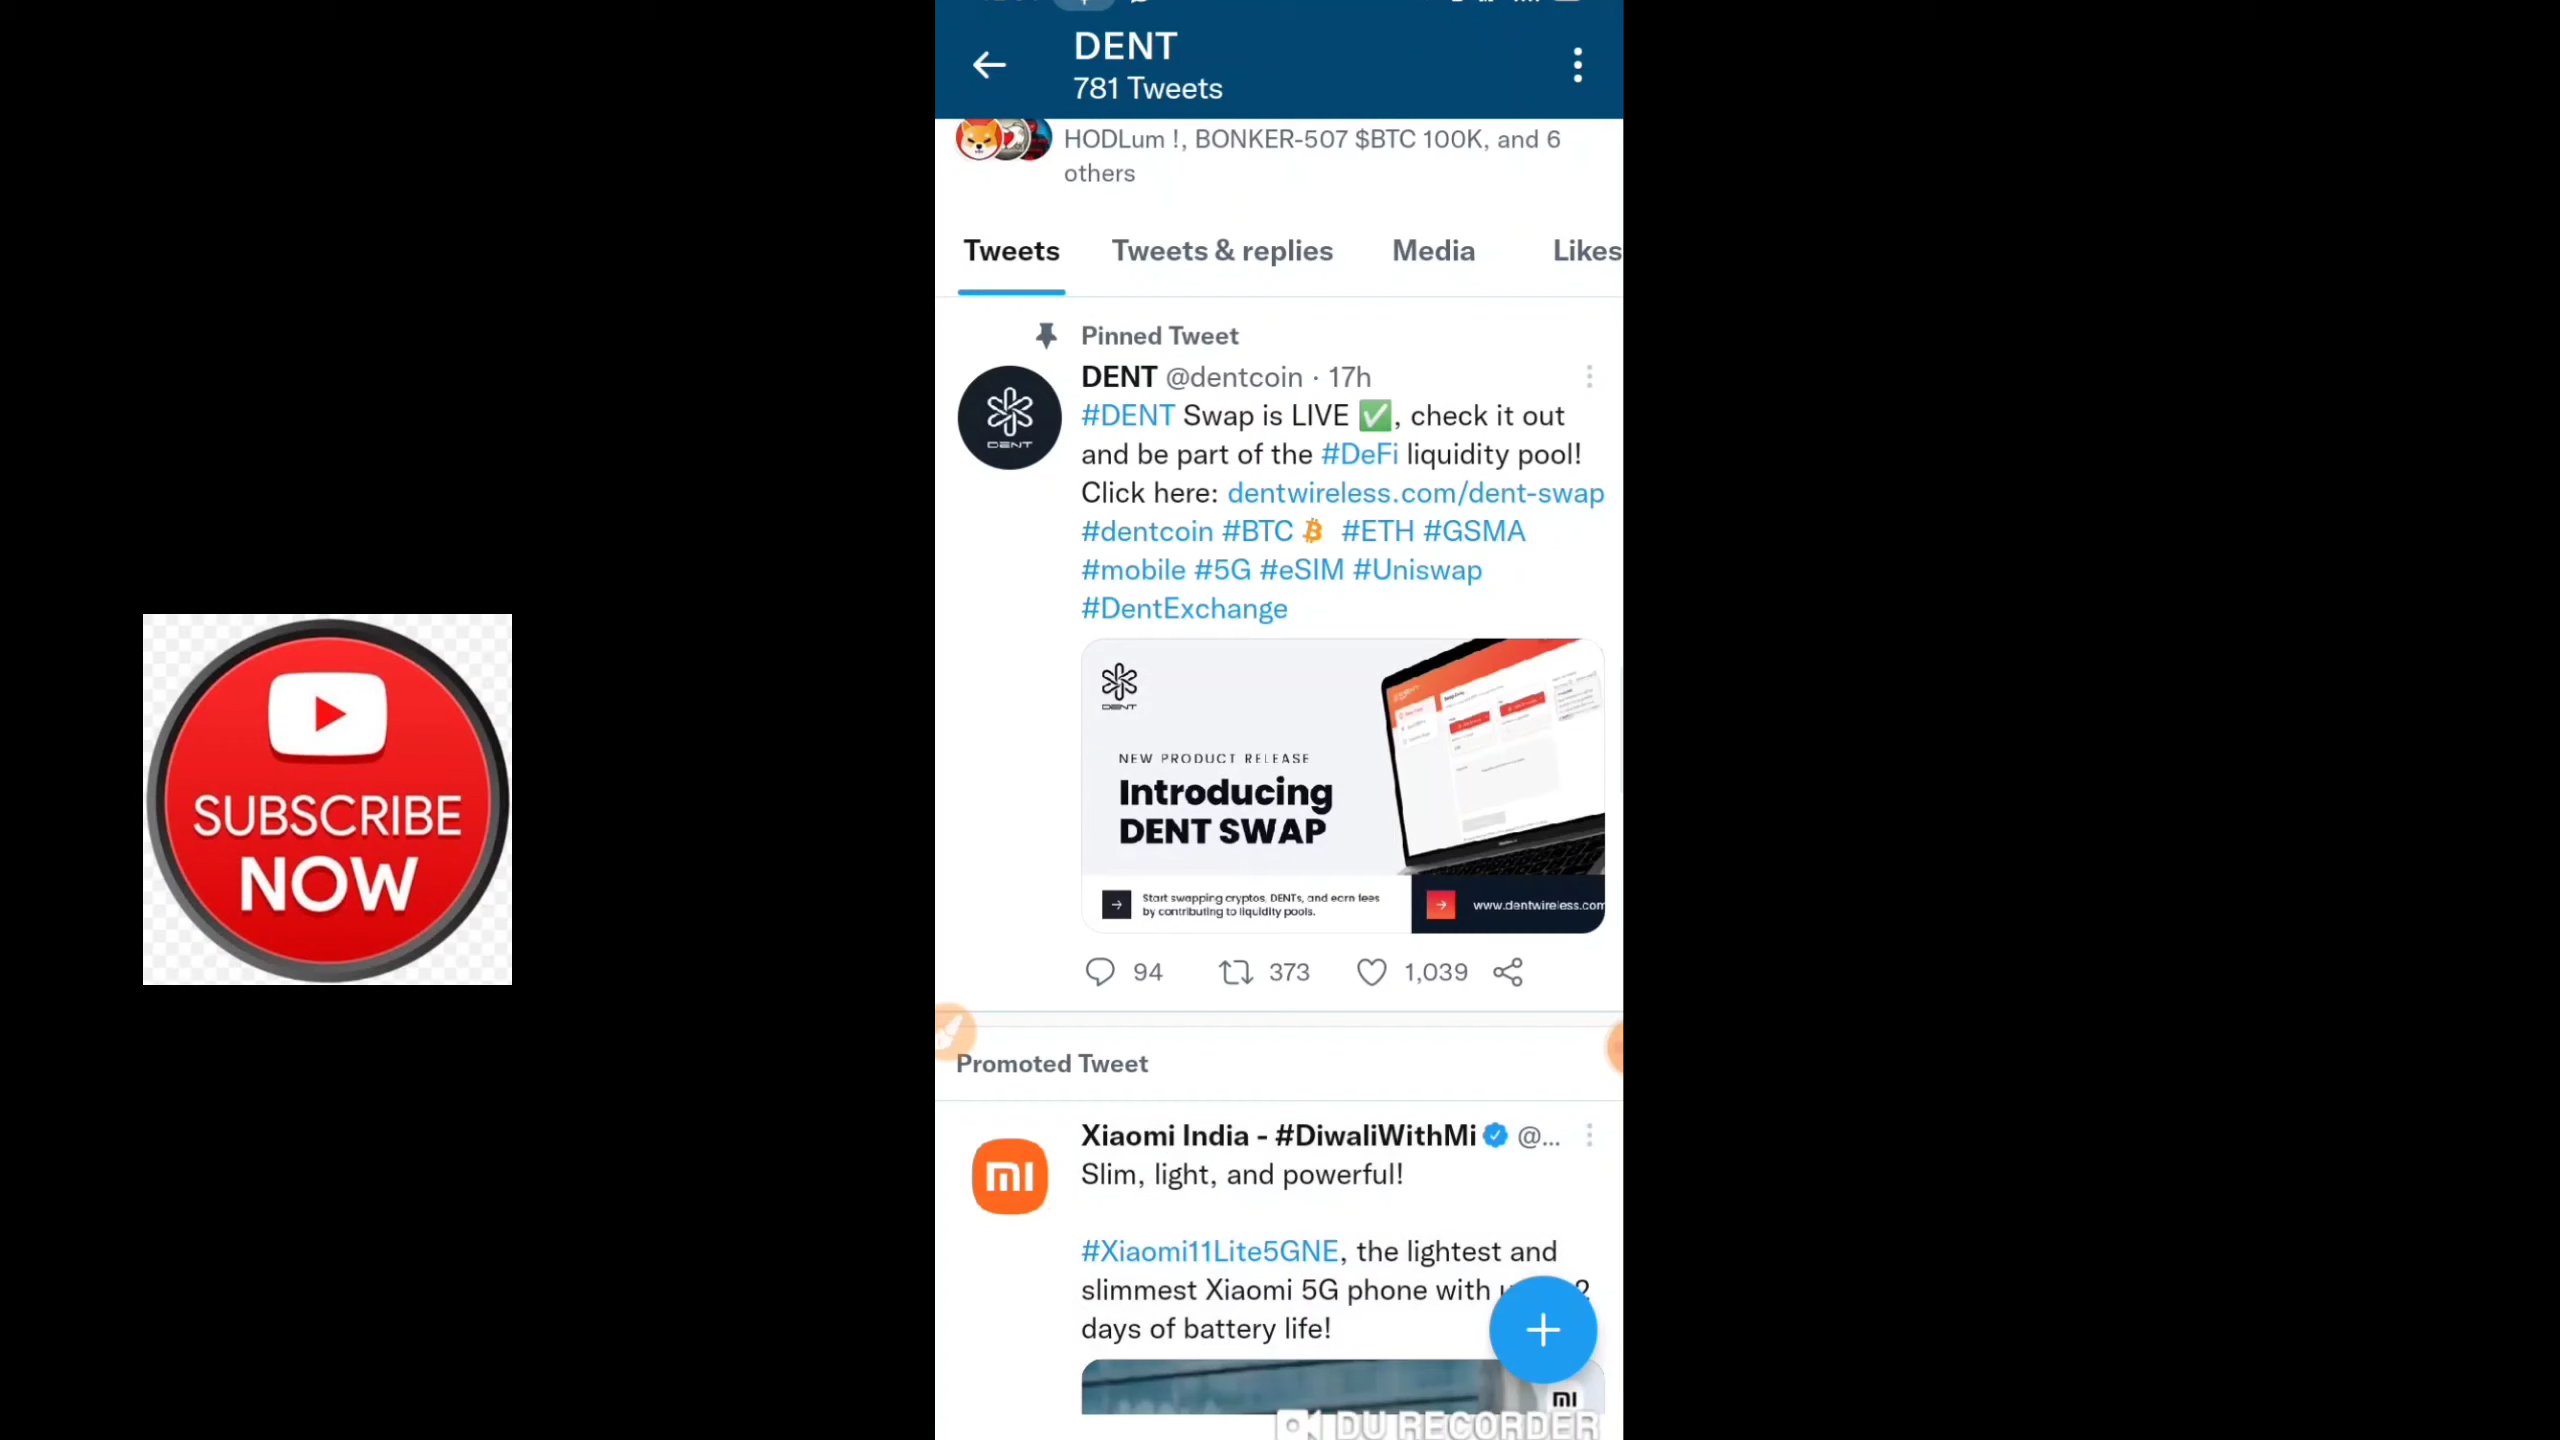 DENT
781 Tweets
HODLum !, BONKER-507 $BTC 100K, and 6
others
Tweets
Tweets & replies
Media
Likes
Pinned Tweet
DENT @dentcoin · 17h
#DENT Swap is LIVE ✅, check it out
and be part of the #DeFi liquidity pool!
Click here: dentwireless.com/dent-swap
#dentcoin #BTC #ETH #GSMA
#mobile #5G #eSIM #Uniswap
#DentExchange
DENT
NEW PRODUCT RELEASE
Introducing
DENT SWAP
Start swapping cryptos, DENTs, and earn fees
by contributing to liquidity pools.
www.dentwireless.com
94
373
1,039
DENT
SUBSCRIBE
NOW
Promoted Tweet
Xiaomi India - #DiwaliWithMi @...
Slim, light, and powerful!
#Xiaomi11Lite5GNE, the lightest and
slimmest Xiaomi 5G phone with 2
days of battery life!
mi
mi
DU RECORDER